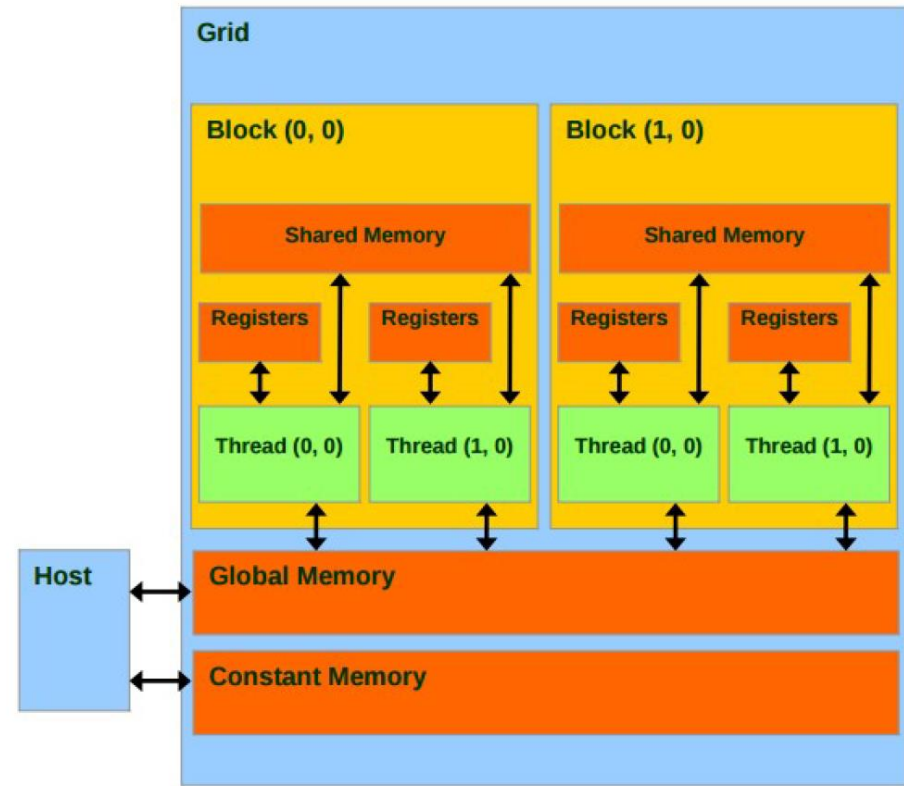 Grid
Block (0, 0)
Block (1, 0)
Shared Memory
Shared Memory
Registers
Registers
Registers
Registers
Thread (0, 0)
Thread (1, 0)
Thread (0, 0)
Thread (1, 0)
Host
Global Memory
Constant Memory